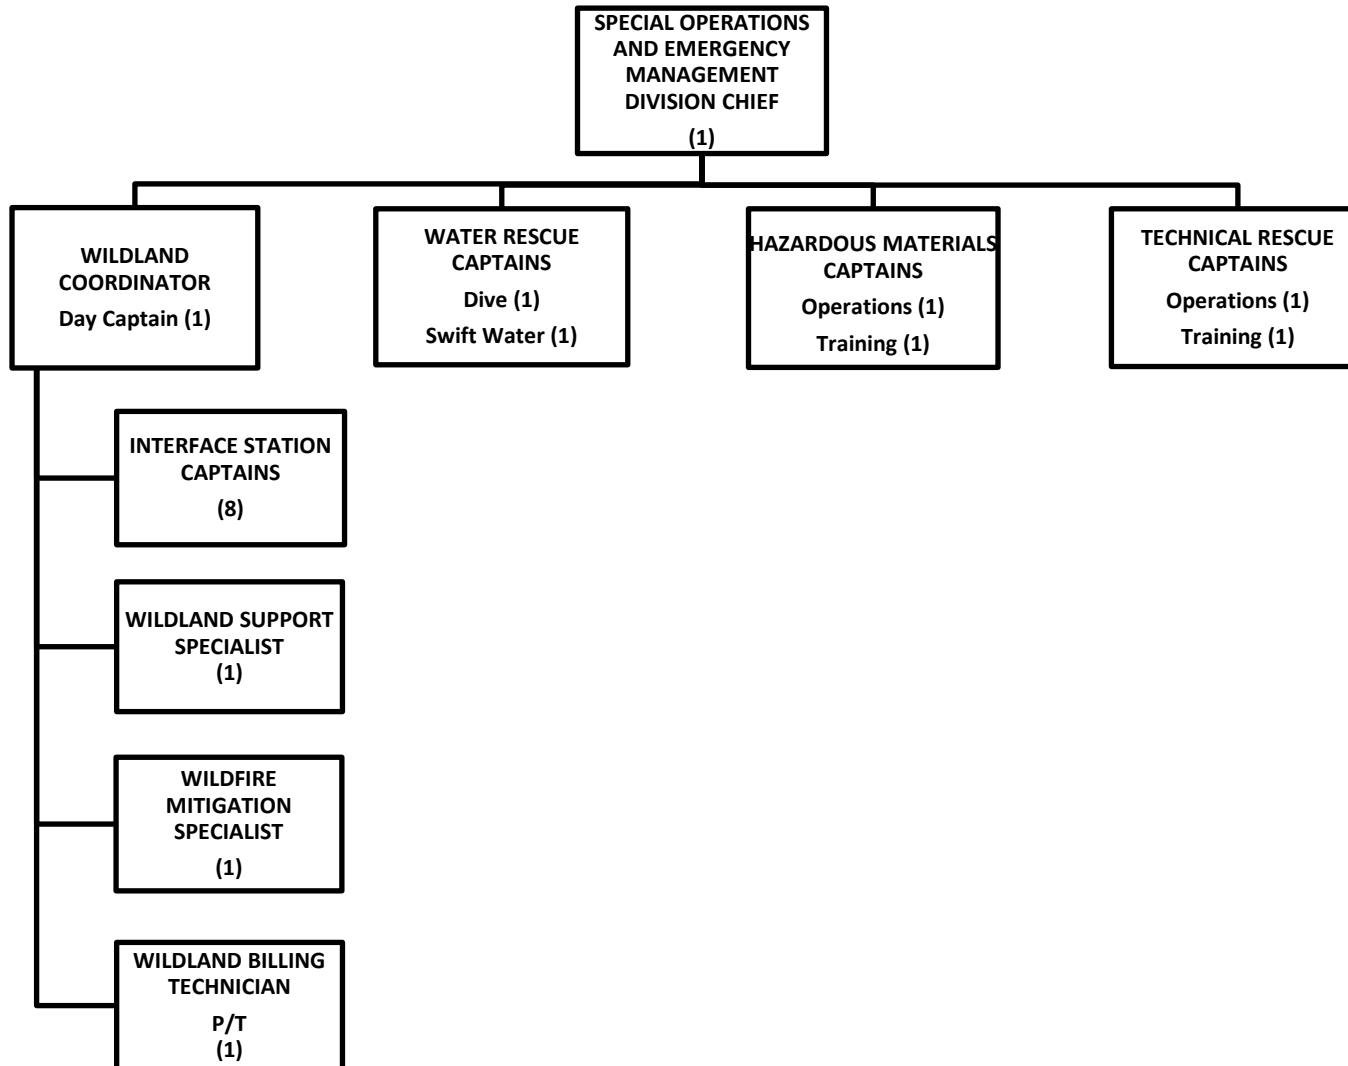 SPECIAL OPERATIONS
AND EMERGENCY
MANAGEMENT
DIVISION CHIEF
(1)
WILDLAND
COORDINATOR
Day Captain (1)
WATER RESCUE
CAPTAINS
Dive (1)
Swift Water (1)
HAZARDOUS MATERIALS
CAPTAINS
Operations (1)
Training (1)
TECHNICAL RESCUE
CAPTAINS
Operations (1)
Training (1)
INTERFACE STATION
CAPTAINS
(8)
WILDLAND SUPPORT
SPECIALIST
(1)
WILDFIRE
MITIGATION
SPECIALIST
(1)
WILDLAND BILLING
TECHNICIAN
P/T
(1)